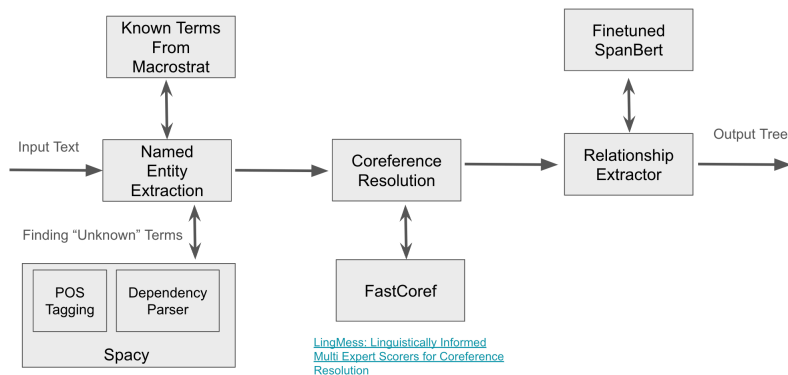 Known Terms
From
Macrostrat
Finetuned
SpanBert
Input Text
Named
Entity
Extraction
Coreference
Resolution
Relationship
Extractor
Output Tree
Finding “Unknown” Terms
POS
Tagging
Dependency
Parser
Spacy
FastCoref
LingMess: Linguistically Informed
Multi Expert Scorers for Coreference
Resolution